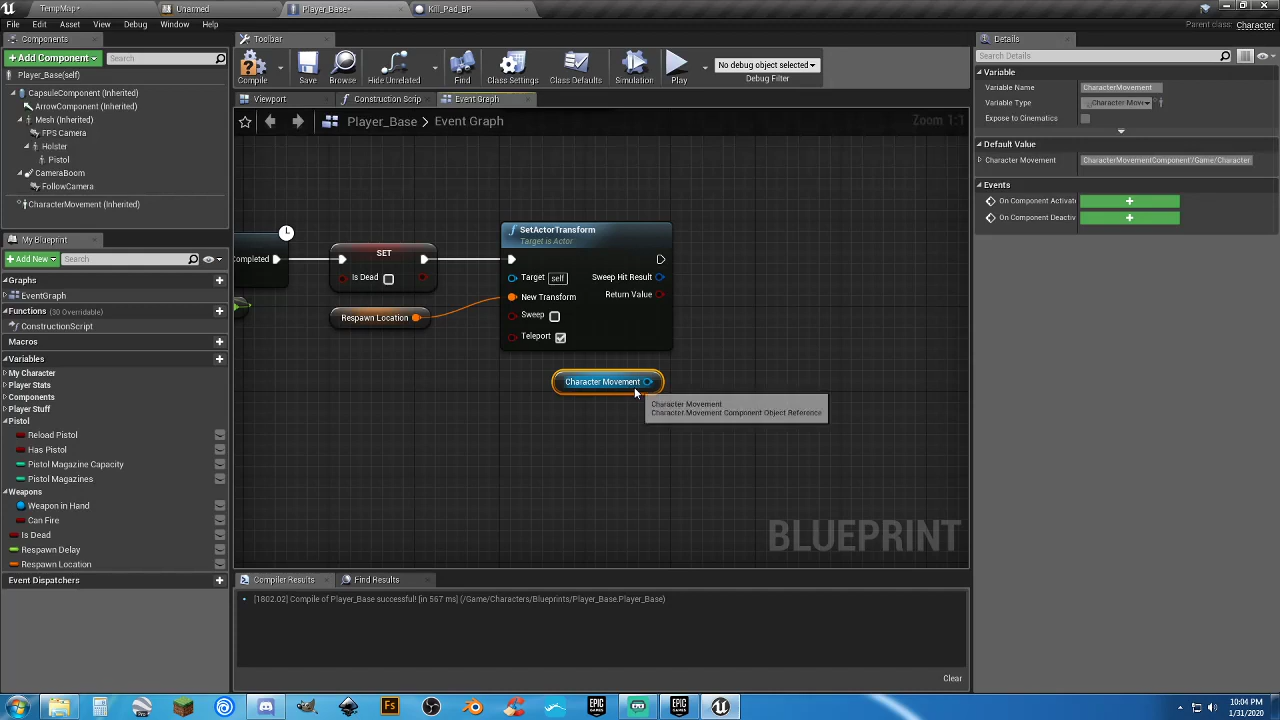 TempMap•
Unarmed
Player_Base•
Kill_Pad_BP
File Edit Asset View Debug Window Help
Parent class: Character
Components
Toolbar
Details
+Add Component
Search
Search Details
Player_Base(self)
CapsuleComponent (Inherited)
ArrowComponent (Inherited)
Mesh (Inherited)
FPS Camera
Holster
Pistol
CameraBoom
FollowCamera
CharacterMovement (Inherited)
Compile
Save
Browse
Hide Unrelated
Find
Class Settings
Class Defaults
Simulation
Play
No debug object selected
Debug Filter
Viewport
Construction Scrip
Event Graph
Player_Base > Event Graph
Zoom 1:1
Variable
Variable Name CharacterMovement
Variable Type Character Move
Expose to Cinematics
Default Value
Character Movement CharacterMovementComponent'/Game/Character
Events
On Component Activat
On Component Deactiv
My Blueprint
+Add New
Search
Graphs
EventGraph
Functions (30 Overridable)
ConstructionScript
Macros
Variables
My Character
Player Stats
Components
Player Stuff
Pistol
Reload Pistol
Has Pistol
Pistol Magazine Capacity
Pistol Magazines
Weapons
Weapon in Hand
Can Fire
Is Dead
Respawn Delay
Respawn Location
Event Dispatchers
Completed
SET
Is Dead
Respawn Location
SetActorTransform
Target is Actor
Target self
Sweep Hit Result
New Transform
Return Value
Sweep
Teleport
Character Movement
Character Movement
Character Movement Component Object Reference
BLUEPRINT
Compiler Results
Find Results
[1802.02] Compile of Player_Base successful! [in 567 ms] (/Game/Characters/Blueprints/Player_Base.Player_Base)
Clear
Pro
Fs
EPIC GAMES
EPIC GAMES
10:04 PM
1/31/2020